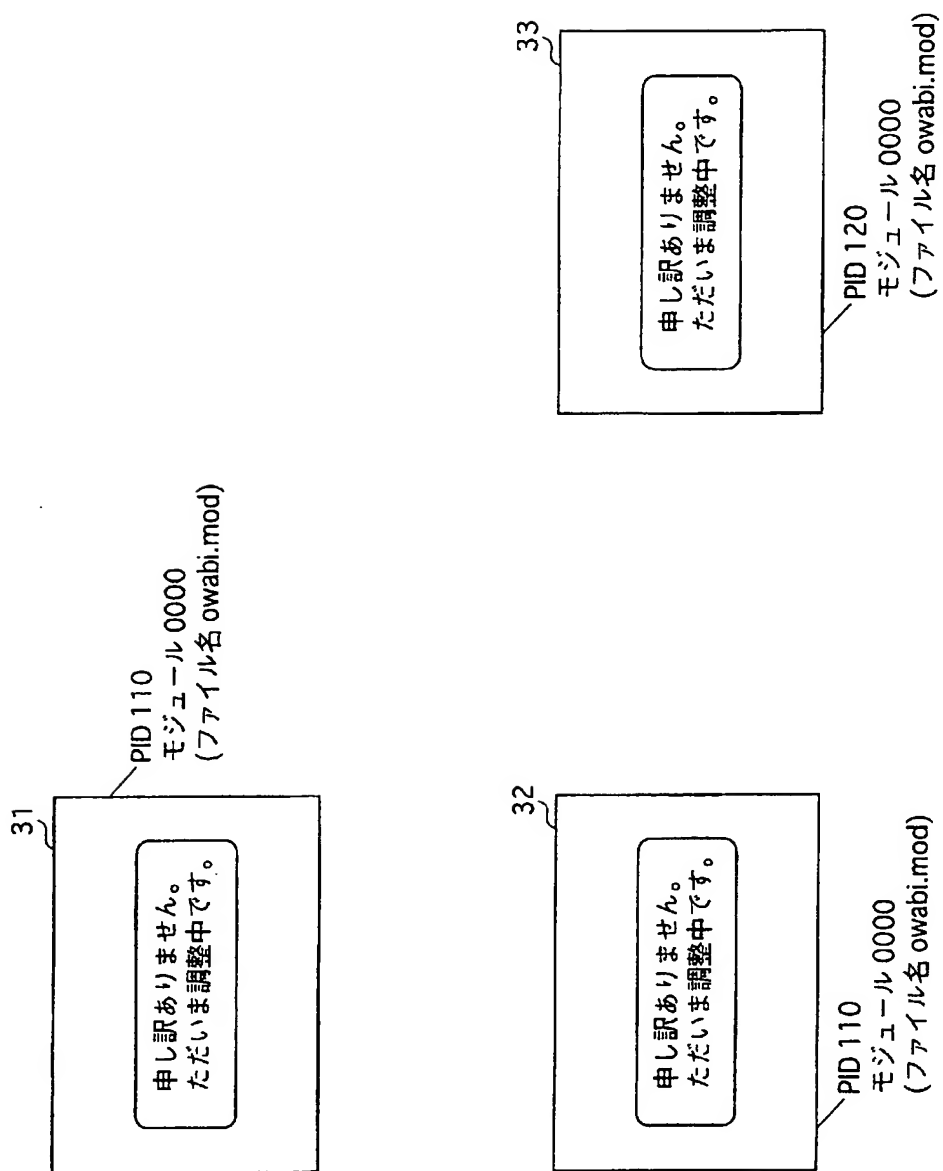 31
申し訳ありません。
ただいま調整中です。
PID 110
モジュール 0000
(ファイル名 owabi.mod)
32
申し訳ありません。
ただいま調整中です。
PID 110
モジュール 0000
(ファイル名 owabi.mod)
33
申し訳ありません。
ただいま調整中です。
PID 120
モジュール 0000
(ファイル名 owabi.mod)